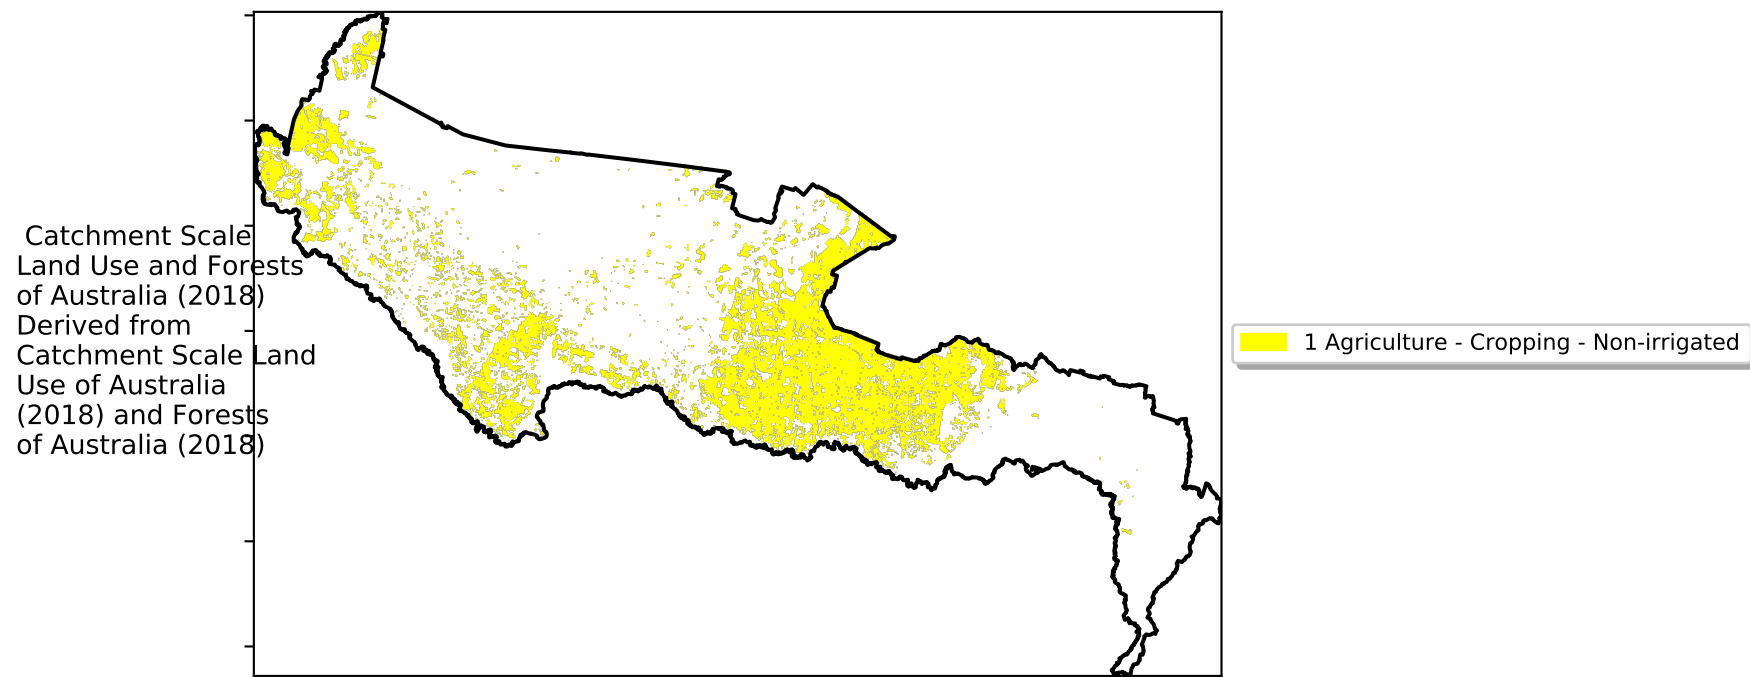 Catchment Scale
Land Use and Forests
of Australia (2018)
Derived from
Catchment Scale Land
Use of Australia
(2018) and Forests
of Australia (2018)
1 Agriculture - Cropping - Non-irrigated